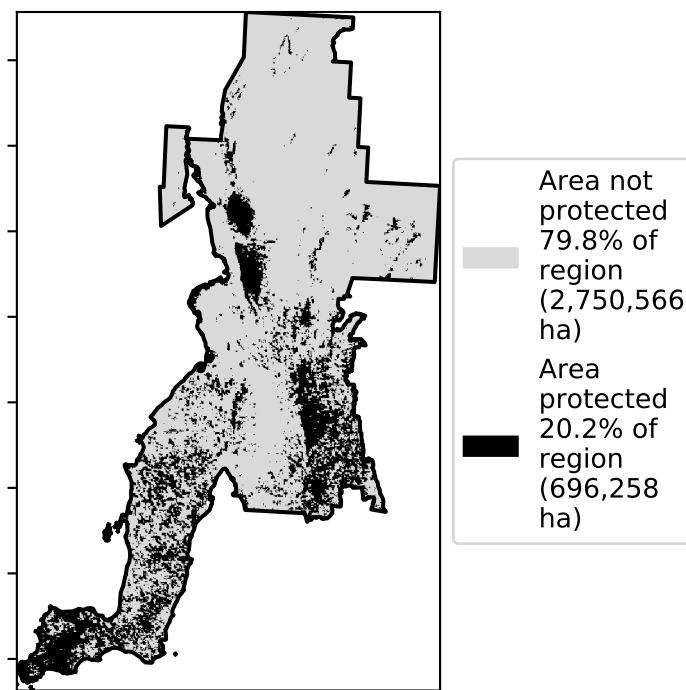 Area not
protected
79.8% of
region
(2,750,566
ha)
Area
protected
20.2% of
region
(696,258
ha)